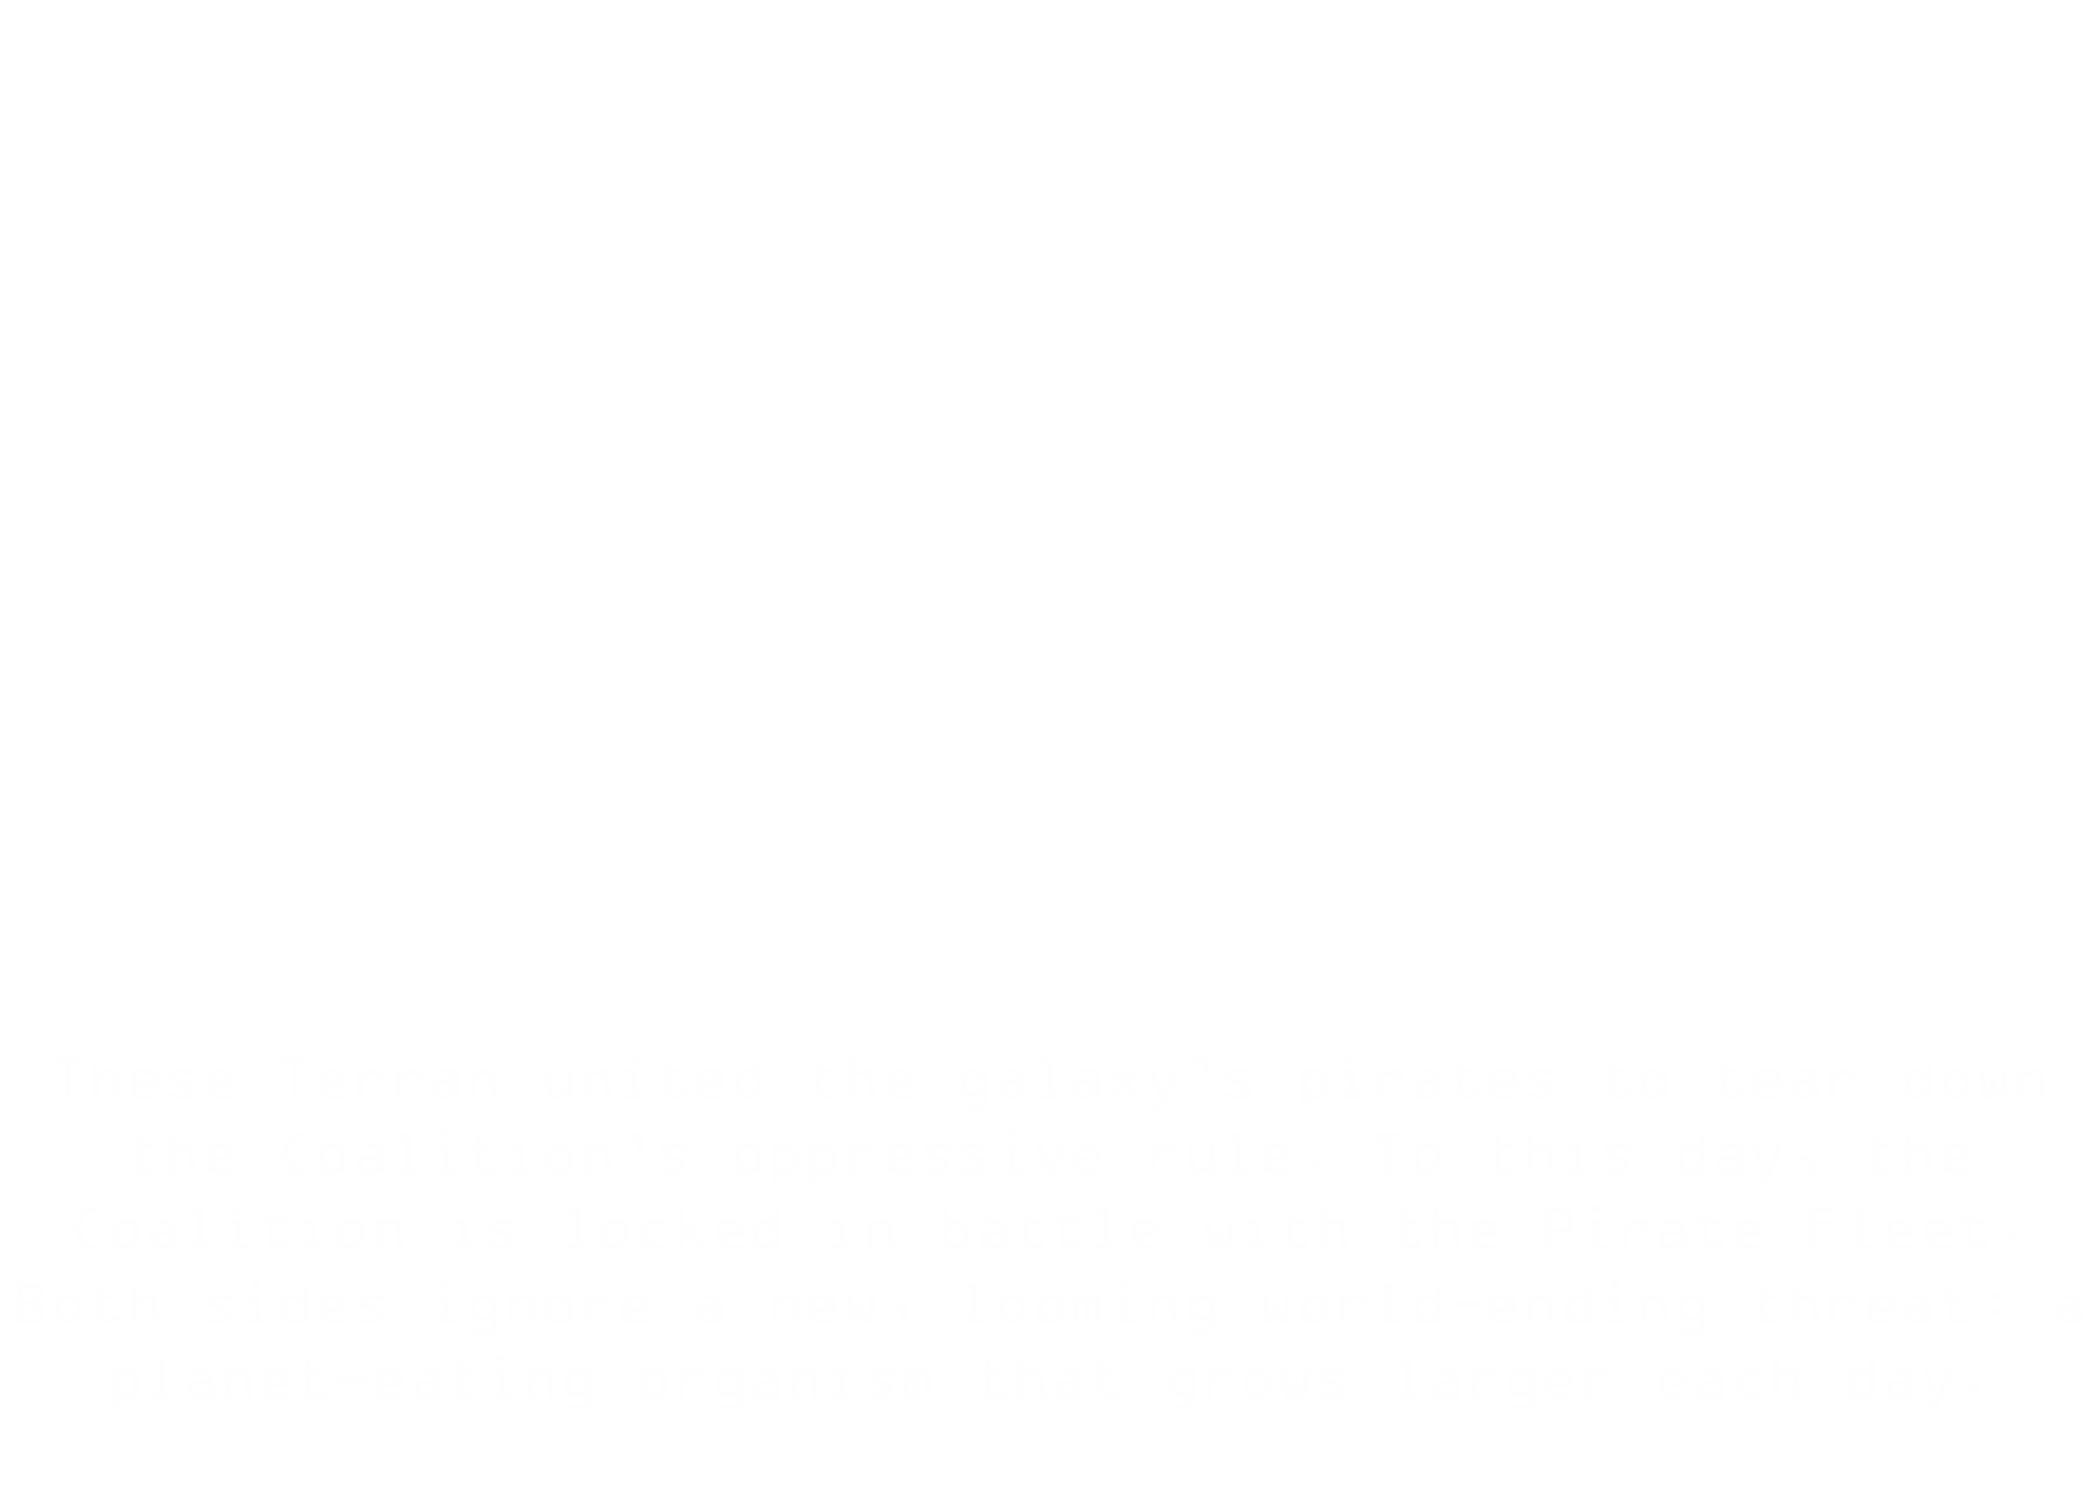 These Terran united the galaxy's pirates to tear down
the Coalition's oppressive rule. To this day, the
Coalition is locked in battle with the Pirate Fleet.
Both sides ignore a new, looming world-ending threat: a
planet-eating organism that grows larger each day.